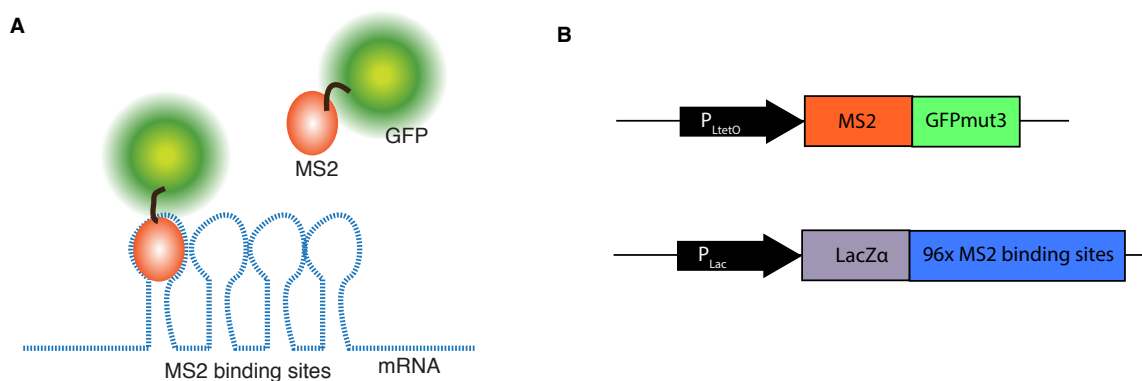 A
GFP
MS2
MS2 binding sites
mRNA
B
PLtetO
MS2
GFPmut3
PLac
LacZα
96x MS2 binding sites